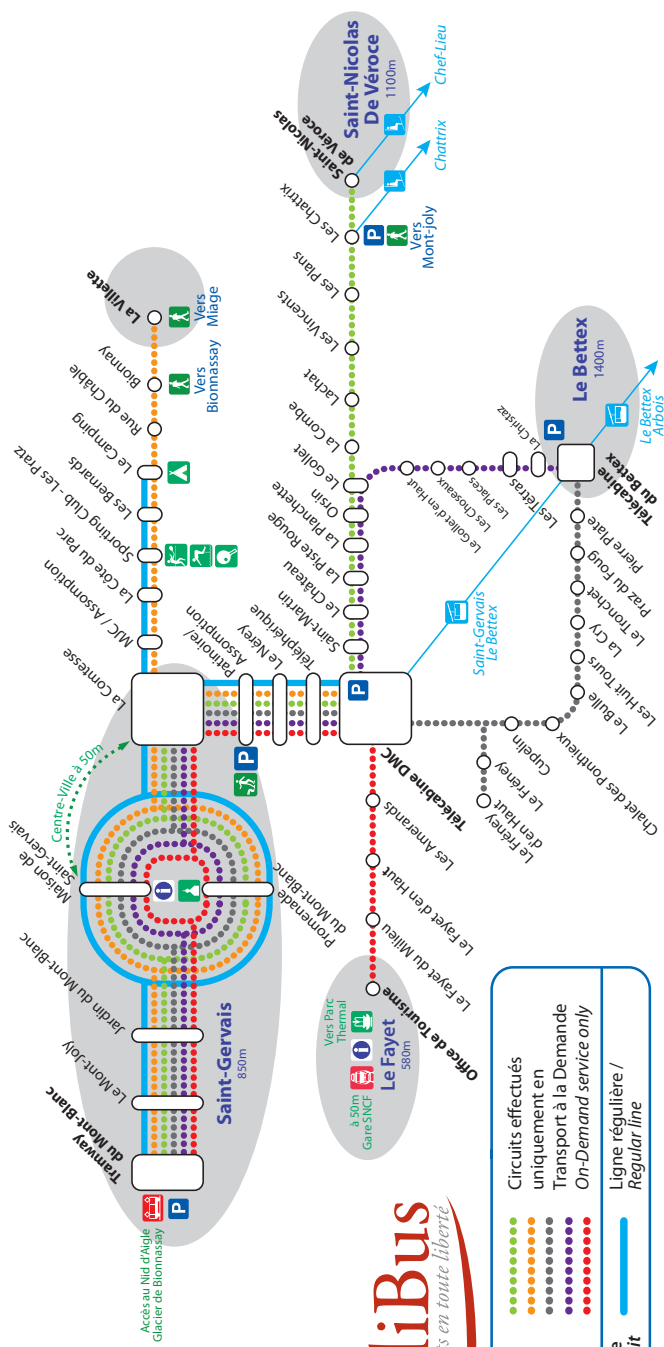 La Villette
Bionnay
Rue du Châble
Le Camping
Les Bernards
Sporting Club - Les Pratz
La Côte du Parc
MJC / Assomption
La Comtesse
Vers
Miage
Vers
Bionnassay
Centre-Ville à 50m
Maison de
Saint-Gervais
Jardin du Mont-Blanc
Le Mont-Joly
Tramway
du Mont-Blanc
Accès au Nid d'Aigle
Glacier de Bionnassay
P
Saint-Gervais
850m
i
Promenade
du Mont-Blanc
P
Patinoire/
Assomption
Le Nérey
Téléphérique
P
Télécabine DMC
Saint-Martin
Le Château
La Piste Rouge
La Planchette
Orsin
Le Gollet
La Combe
Lachat
Les Vincents
Les Plans
Les Chattrix
Saint-Nicolas
de Véroce
Saint-Nicolas
De Véroce
1100m
Chef-Lieu
Chattrix
P
Vers
Mont-joly
Le Gollet d'en Haut
Les Choseaux
Les Places
Les Tétras
La Christaz
P
Télécabine
du Bettex
Le Bettex
1400m
Le Bettex
Arbois
Saint-Gervais
Le Bettex
Pierre Plate
Praz du Foug
Le Tronchet
La Cry
Les Huit Tours
Le Bulle
Chalet des Ponthieux
Cupelin
Le Fréney
Le Fréney
d'en Haut
Les Amerands
Le Fayet d'en Haut
Le Fayet du Milieu
Office de Tourisme
Vers Parc
Thermal
i
à 50m
Gare SNCF
Le Fayet
580m
liBus
s en toute liberté
Circuits effectués
uniquement en
Transport à la Demande
On-Demand service only
Ligne régulière /
Regular line
e
it